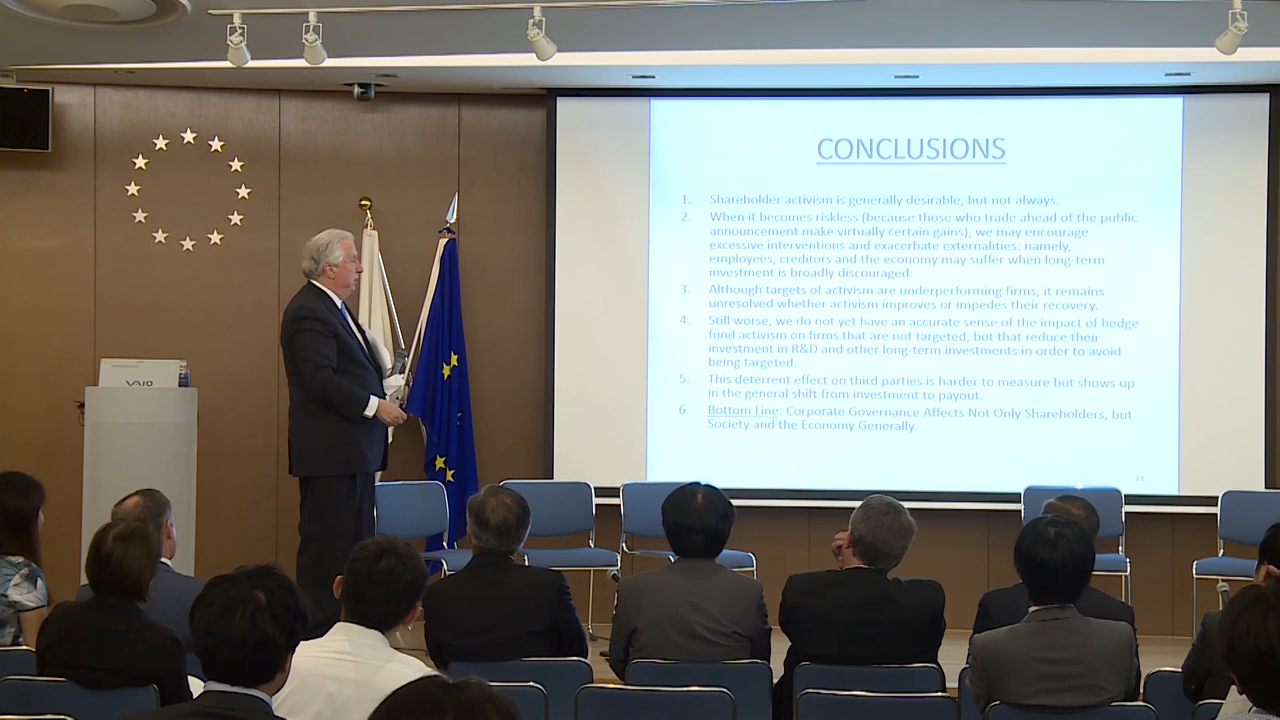 CONCLUSIONS
1. Shareholder activism is generally desirable, but not always.
2. When it becomes riskless (because those who trade ahead of the public
announcement make virtually certain gains), we may encourage
excessive interventions and exacerbate externalities: namely,
employees, creditors and the economy may suffer when long-term
investment is broadly discouraged.
3. Although targets of activism are underperforming firms, it remains
unresolved whether activism improves or impedes their recovery.
4. Still worse, we do not yet have an accurate sense of the impact of hedge
fund activism on firms that are not targeted, but that reduce their
investment in R&D and other long-term investments in order to avoid
being targeted.
5. This deterrent effect on third parties is harder to measure but shows up
in the general shift from investment to payout.
6. Bottom Line: Corporate Governance Affects Not Only Shareholders, but
Society and the Economy Generally.
21
VAIO